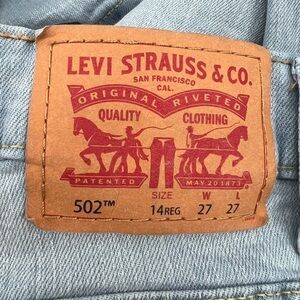 LEVI STRAUSS & CO.
SAN FRANCISCO
CAL.
ORIGINAL RIVETED
QUALITY CLOTHING
PATENTED MAY 20 1873
SIZE W L
502™ 14REG 27 27